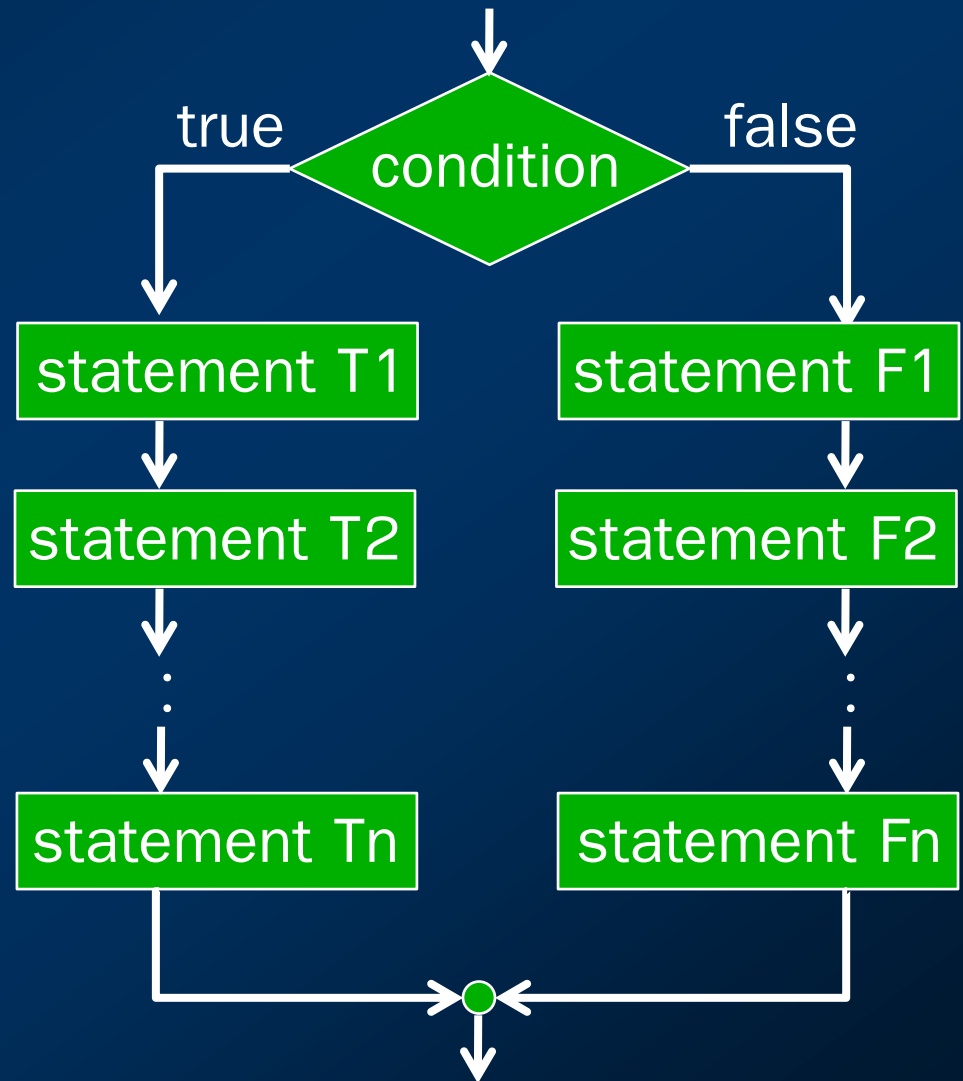 true
false
condition
statement T1
statement F1
statement T2
statement F2
:
:
statement Tn
statement Fn